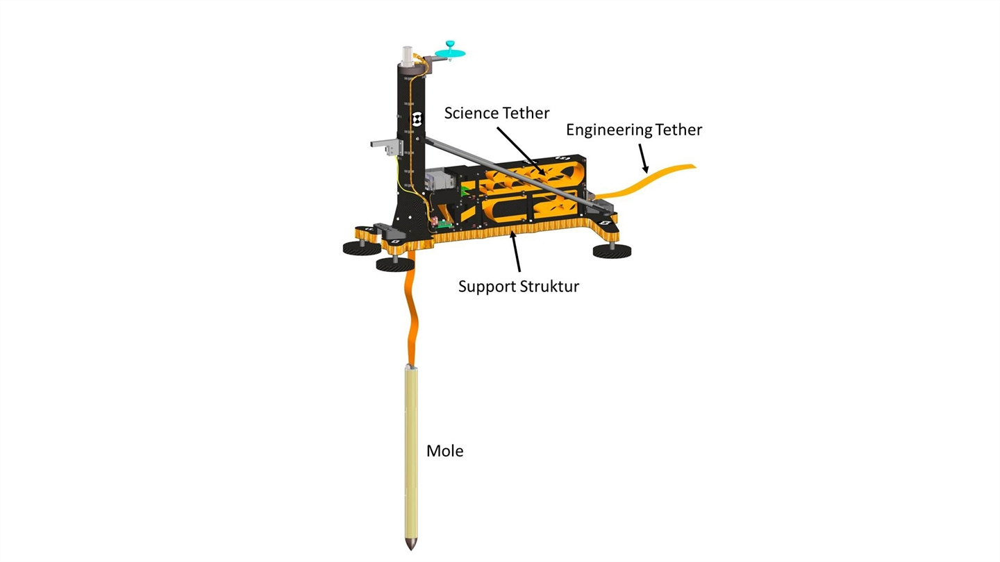 Science Tether
Engineering Tether
Support Struktur
Mole